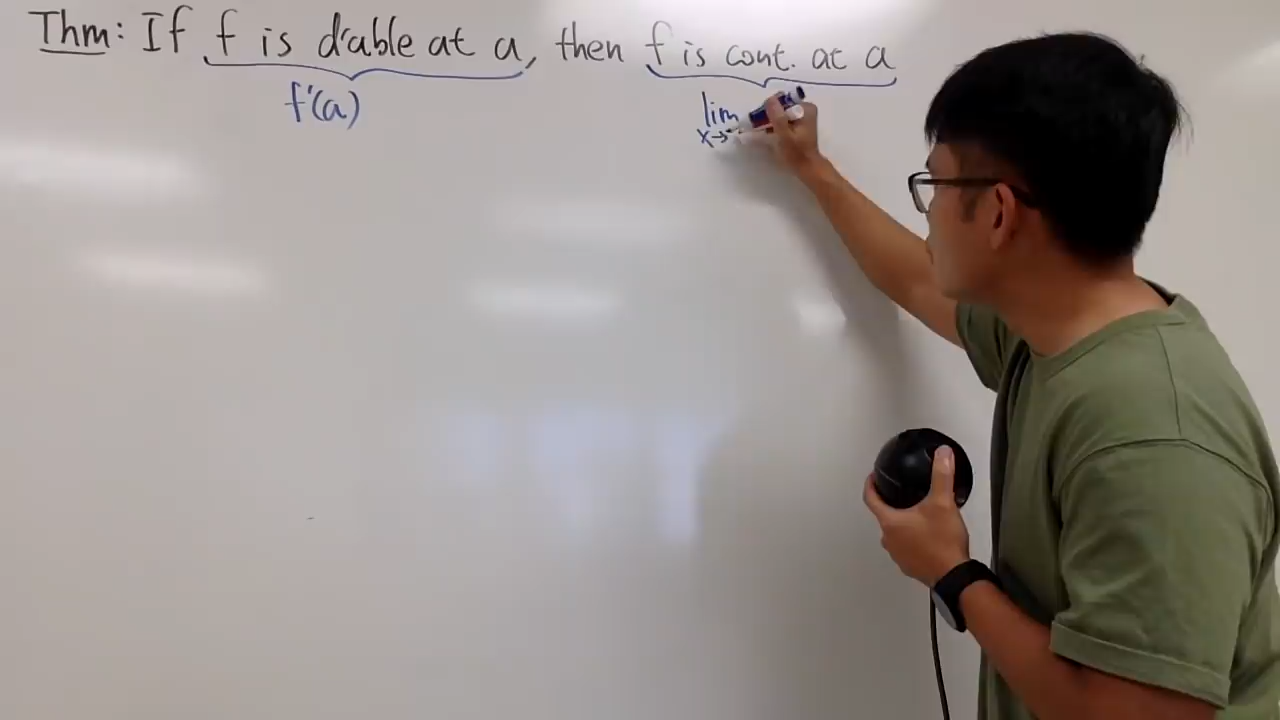 Thm: If f is d'able at a, then f is cont. at a
f'(a)
lim
x→